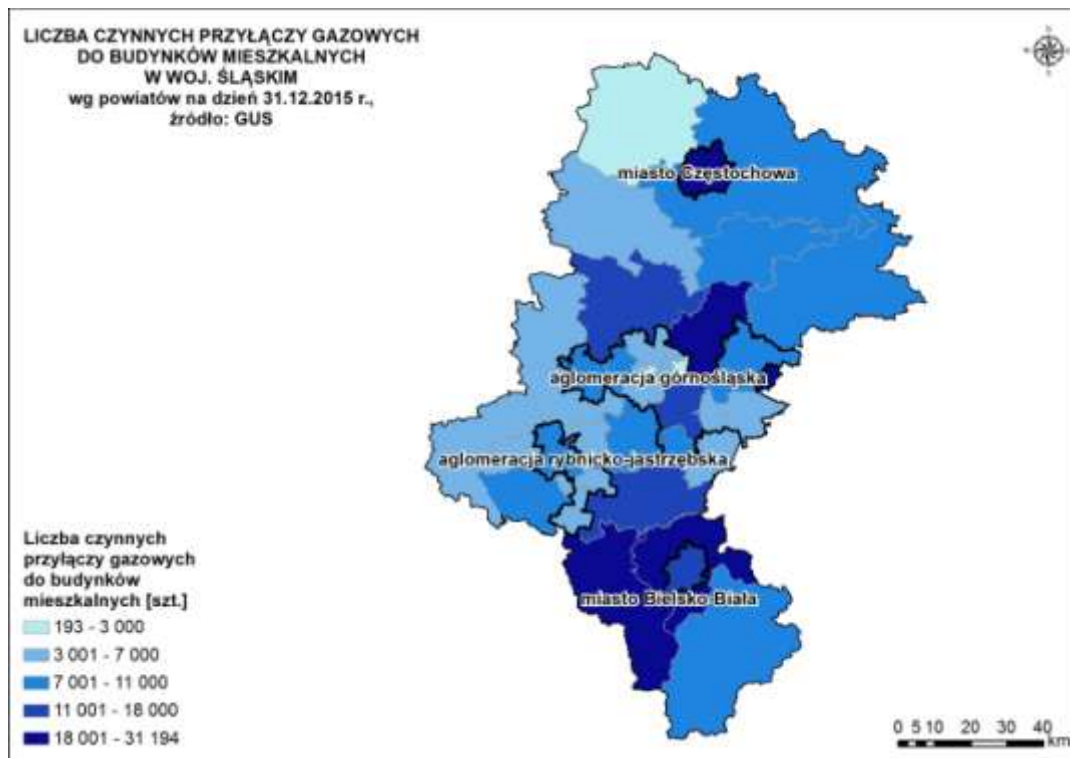 LICZBA CZYNNYCH PRZYŁĄCZY GAZOWYCH
DO BUDYNKÓW MIESZKALNYCH
W WOJ. ŚLĄSKIM
wg powiatów na dzień 31.12.2015 r.,
źródło: GUS
miasto Częstochowa
aglomeracja górnośląska
aglomeracja rybnicko-jastrzębska
miasto Bielsko-Biała
Liczba czynnych
przyłączy gazowych
do budynków
mieszkalnych [szt.]
193 - 3 000
3 001 - 7 000
7 001 - 11 000
11 001 - 18 000
18 001 - 31 194
0 5 10 20 30 40
km